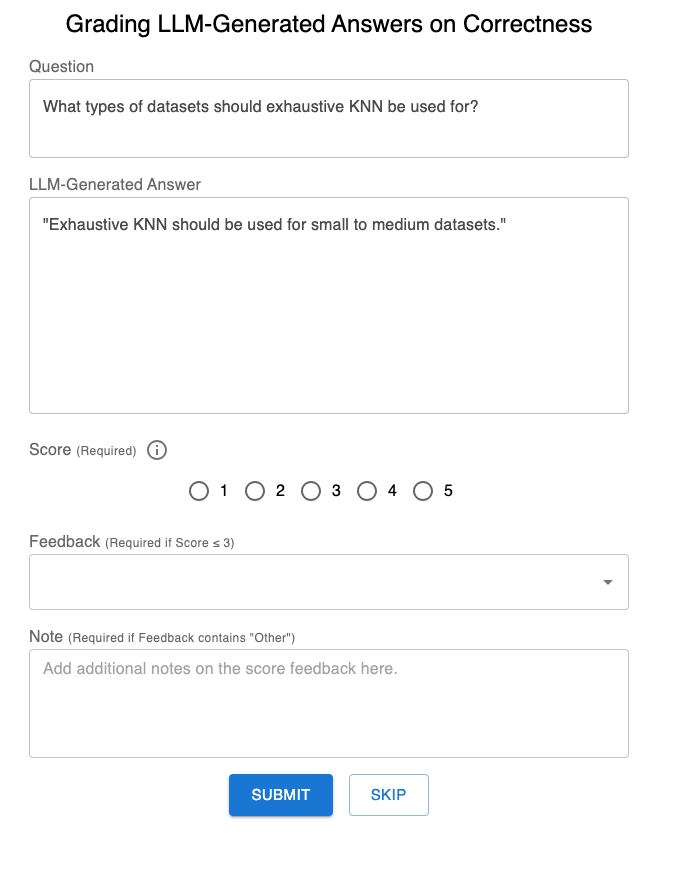 Grading LLM-Generated Answers on Correctness
Question
What types of datasets should exhaustive KNN be used for?
LLM-Generated Answer
"Exhaustive KNN should be used for small to medium datasets."
Score (Required)
1 2 3 4 5
Feedback (Required if Score ≤ 3)
Note (Required if Feedback contains "Other")
Add additional notes on the score feedback here.
SUBMIT SKIP